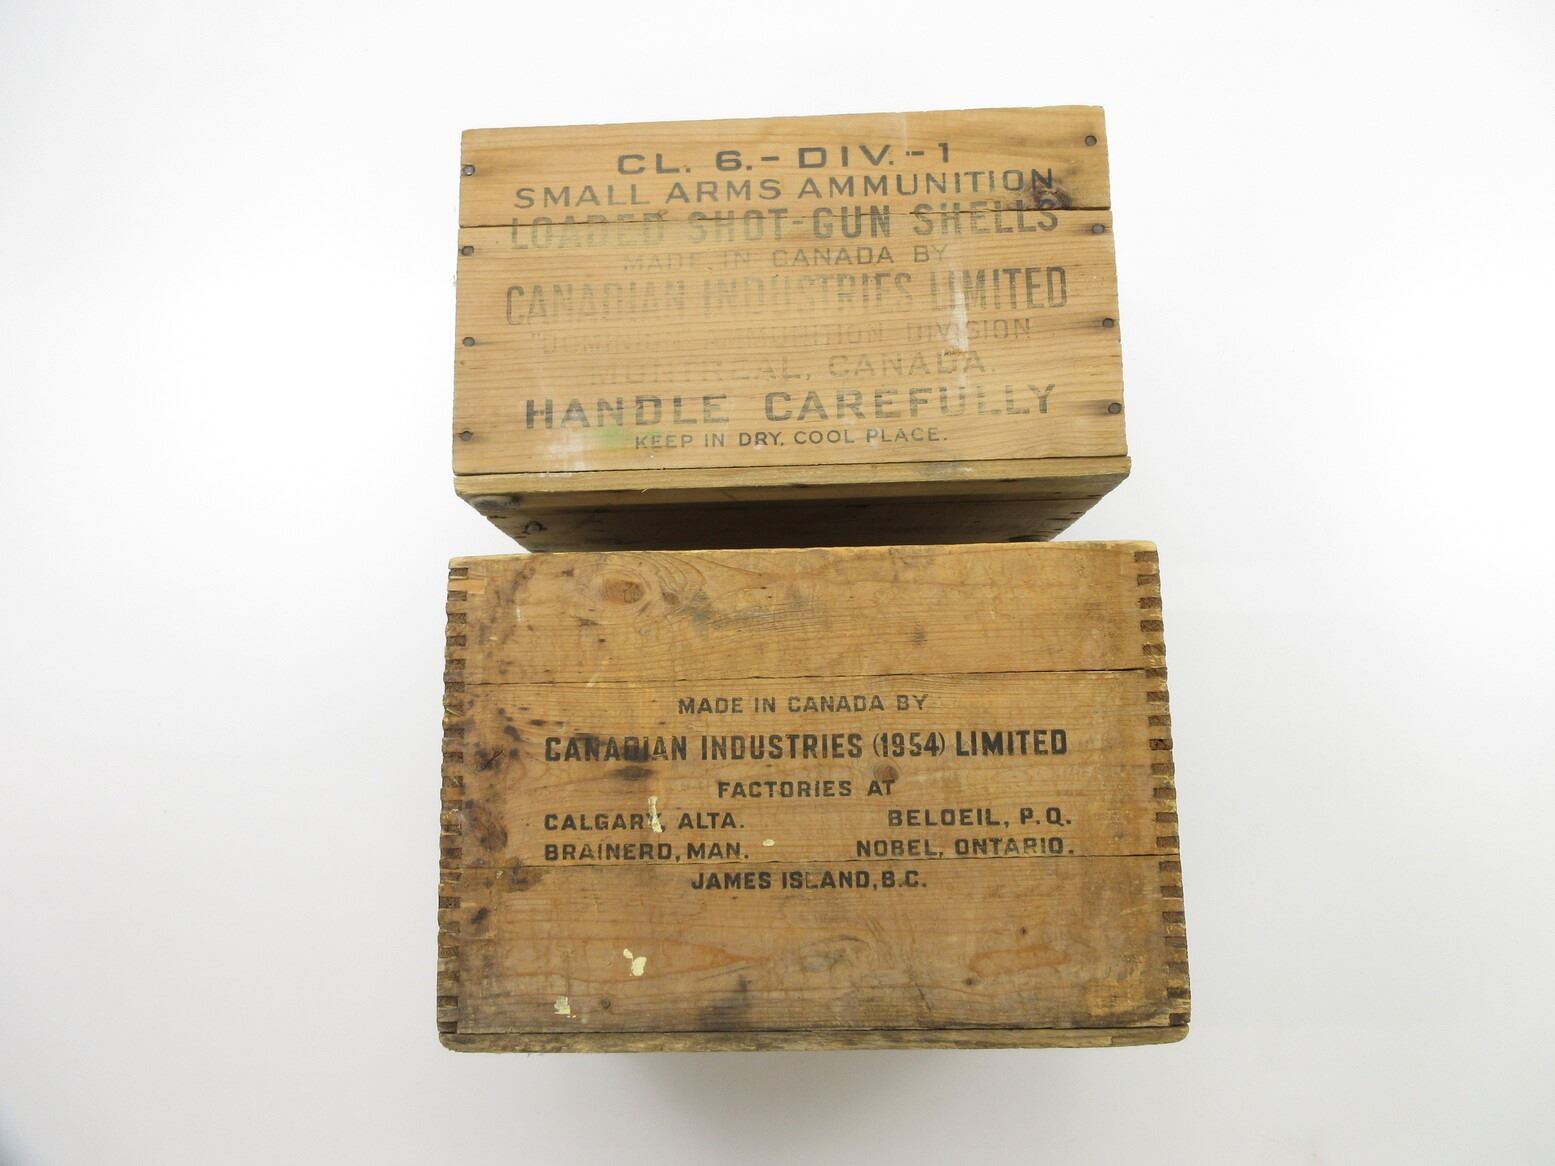 CL. 6.-DIV.-1
SMALL ARMS AMMUNITION
LOADED SHOT-GUN SHELLS
MADE IN CANADA BY
CANADIAN INDUSTRIES LIMITED
"DOMINION AMMUNITION DIVISION"
MONTREAL, CANADA.
HANDLE CAREFULLY
KEEP IN DRY, COOL PLACE.
MADE IN CANADA BY
CANADIAN INDUSTRIES (1954) LIMITED
FACTORIES AT
CALGARY, ALTA. BELOEIL, P.Q.
BRAINERD, MAN. NOBEL, ONTARIO.
JAMES ISLAND, B.C.